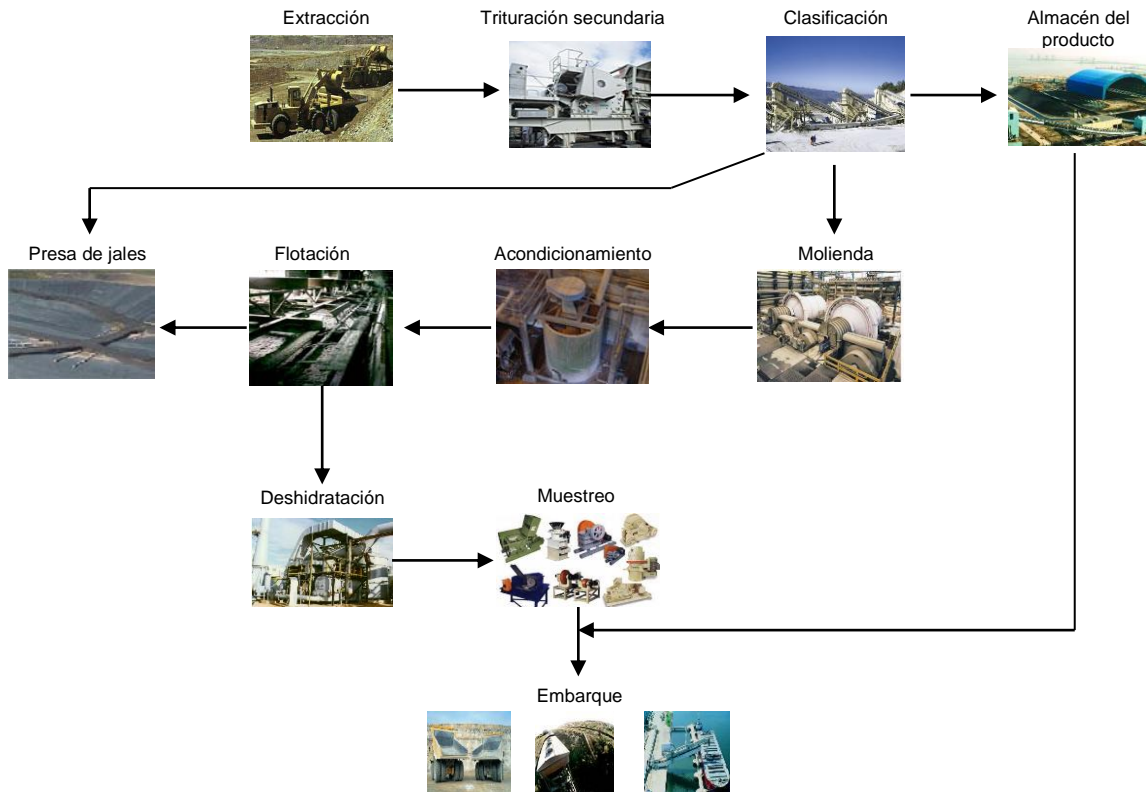 Extracción
Trituración secundaria
Clasificación
Almacén del
producto
Presa de jales
Flotación
Acondicionamiento
Molienda
Deshidratación
Muestreo
Embarque